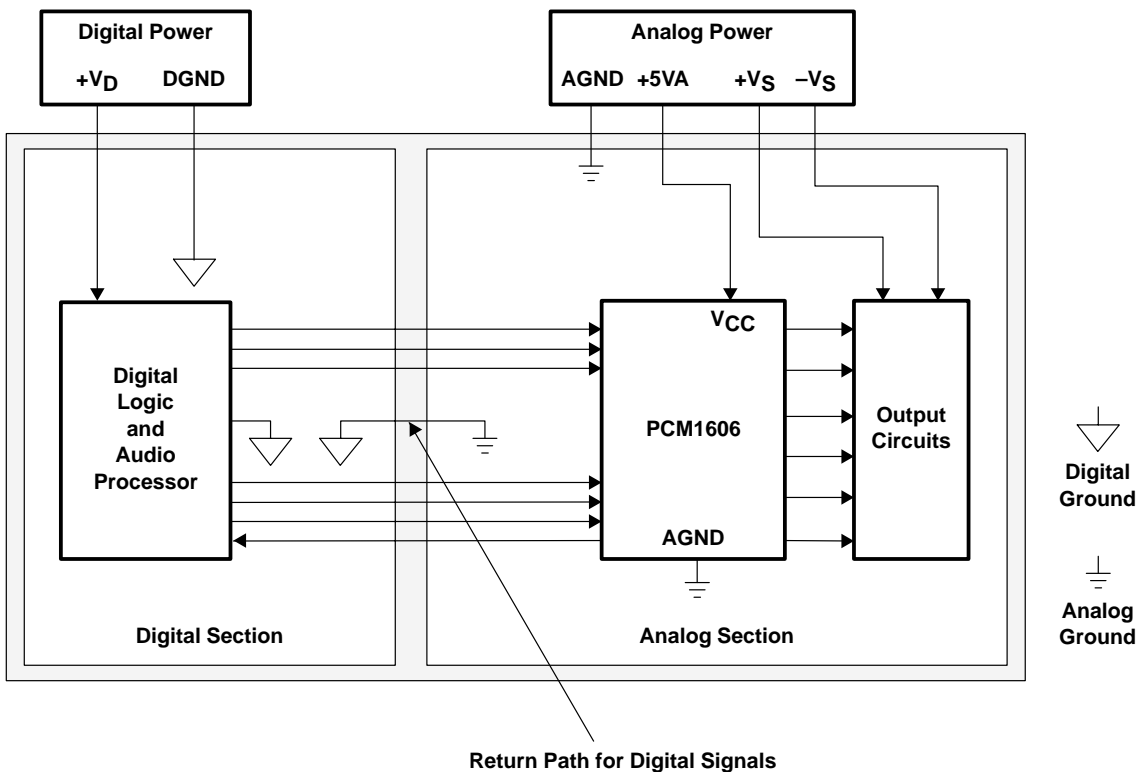 Digital Power
+VD DGND
Analog Power
AGND +5VA +VS –VS
Digital
Logic
and
Audio
Processor
VCC
PCM1606
AGND
Output
Circuits
Digital Section
Analog Section
Digital
Ground
Analog
Ground
Return Path for Digital Signals